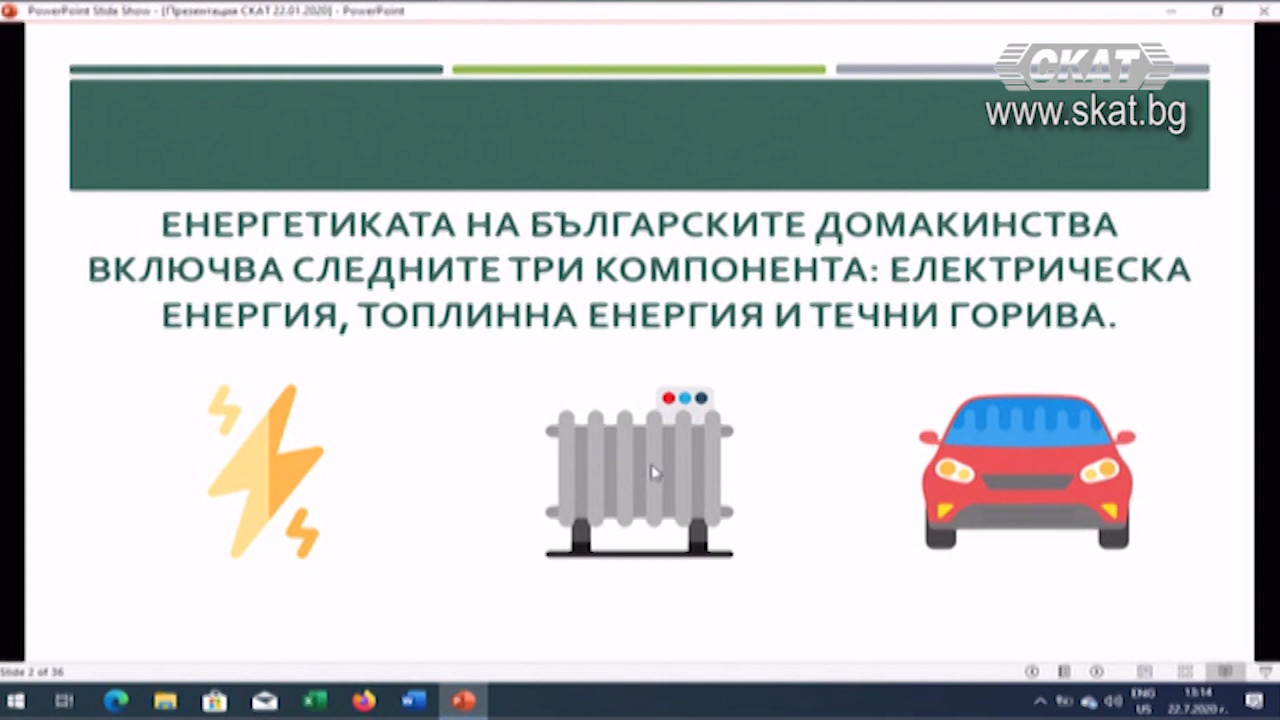 PowerPoint Slide Show - [Презентация СКАТ 22.01.2020] - PowerPoint
СКАТ
www.skat.bg
ЕНЕРГЕТИКАТА НА БЪЛГАРСКИТЕ ДОМАКИНСТВА
ВКЛЮЧВА СЛЕДНИТЕ ТРИ КОМПОНЕНТА: ЕЛЕКТРИЧЕСКА
ЕНЕРГИЯ, ТОПЛИННА ЕНЕРГИЯ И ТЕЧНИ ГОРИВА.
Slide 2 of 36
ENG
13:14
US
22.7.2020 г.